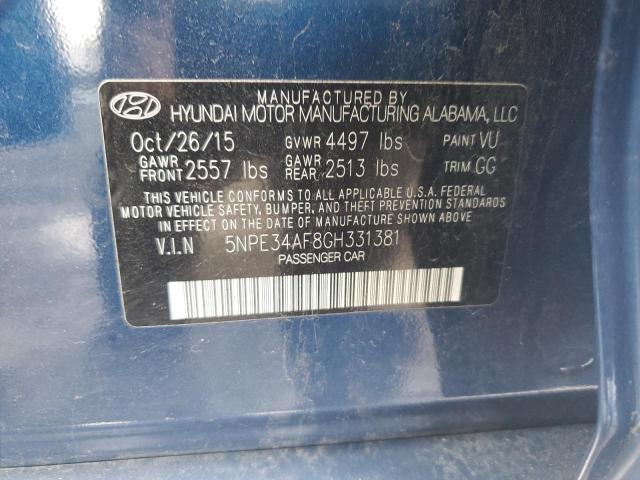 MANUFACTURED BY
HYUNDAI MOTOR MANUFACTURING ALABAMA, LLC
Oct/26/15 GVWR 4497 lbs PAINT VU
GAWR FRONT 2557 lbs GAWR REAR 2513 lbs TRIM GG
THIS VEHICLE CONFORMS TO ALL APPLICABLE U.S.A. FEDERAL
MOTOR VEHICLE SAFETY, BUMPER, AND THEFT PREVENTION STANDARDS
IN EFFECT ON THE DATE OF MANUFACTURE SHOWN ABOVE.
V.I.N 5NPE34AF8GH331381
PASSENGER CAR